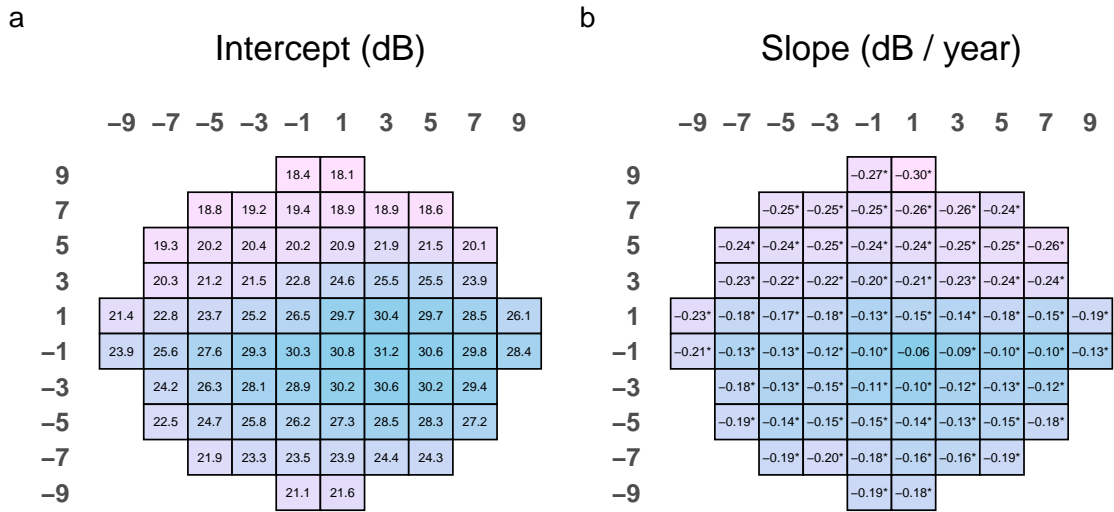 a
Intercept (dB)
−9 −7 −5 −3 −1 1 3 5 7 9
9 18.4 18.1
7 18.8 19.2 19.4 18.9 18.9 18.6
5 19.3 20.2 20.4 20.2 20.9 21.9 21.5 20.1
3 20.3 21.2 21.5 22.8 24.6 25.5 25.5 23.9
1 21.4 22.8 23.7 25.2 26.5 29.7 30.4 29.7 28.5 26.1
−1 23.9 25.6 27.6 29.3 30.3 30.8 31.2 30.6 29.8 28.4
−3 24.2 26.3 28.1 28.9 30.2 30.6 30.2 29.4
−5 22.5 24.7 25.8 26.2 27.3 28.5 28.3 27.2
−7 21.9 23.3 23.5 23.9 24.4 24.3
−9 21.1 21.6
b
Slope (dB / year)
−9 −7 −5 −3 −1 1 3 5 7 9
9 −0.27* −0.30*
7 −0.25* −0.25* −0.25* −0.26* −0.26* −0.24*
5 −0.24* −0.24* −0.25* −0.24* −0.24* −0.25* −0.25* −0.26*
3 −0.23* −0.22* −0.22* −0.20* −0.21* −0.23* −0.24* −0.24*
1 −0.23* −0.18* −0.17* −0.18* −0.13* −0.15* −0.14* −0.18* −0.15* −0.19*
−1 −0.21* −0.13* −0.13* −0.12* −0.10* −0.06 −0.09* −0.10* −0.10* −0.13*
−3 −0.18* −0.13* −0.15* −0.11* −0.10* −0.12* −0.13* −0.12*
−5 −0.19* −0.14* −0.15* −0.15* −0.14* −0.13* −0.15* −0.18*
−7 −0.19* −0.20* −0.18* −0.16* −0.16* −0.19*
−9 −0.19* −0.18*